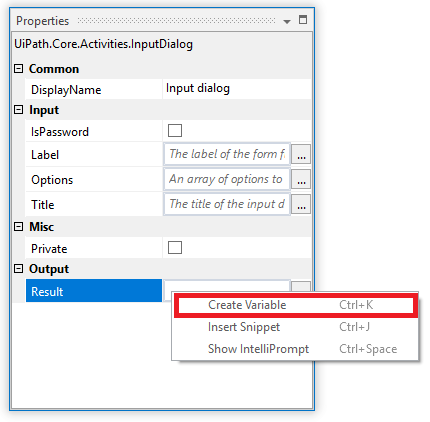 Properties
UiPath.Core.Activities.InputDialog
Common
DisplayName Input dialog
Input
IsPassword
Label The label of the form f ...
Options An array of options to ...
Title The title of the input d ...
Misc
Private
Output
Result
Create Variable Ctrl+K
Insert Snippet Ctrl+J
Show IntelliPrompt Ctrl+Space